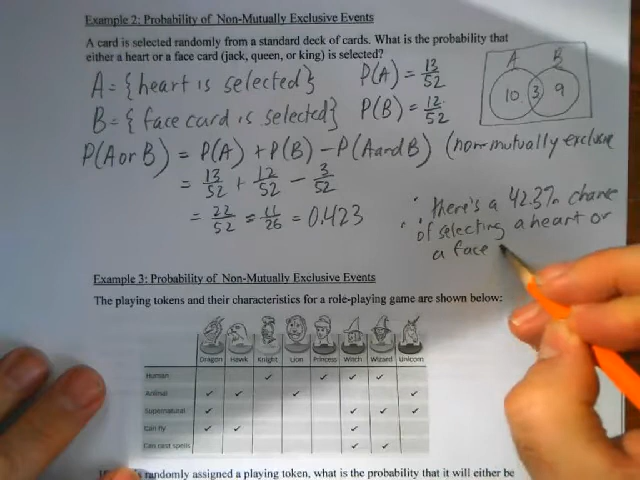 Example 2: Probability of Non-Mutually Exclusive Events
A card is selected randomly from a standard deck of cards. What is the probability that
either a heart or a face card (jack, queen, or king) is selected?
A = {heart is selected}
P(A) = 13/52
B = {face card is selected}
P(B) = 12/52
A B
10 3 9
P(A or B) = P(A) + P(B) - P(A and B) (non-mutually exclusive
= 13/52 + 12/52 - 3/52
= 22/52 = 11/26 = 0.423
∴ there's a 42.3% chance
of selecting a heart or
a face
Example 3: Probability of Non-Mutually Exclusive Events
The playing tokens and their characteristics for a role-playing game are shown below:
Dragon Hawk Knight Lion Princess Witch Wizard Unicorn
Human ✓ ✓ ✓ ✓
Animal ✓ ✓ ✓ ✓
Supernatural ✓ ✓ ✓ ✓
Can fly ✓ ✓ ✓
Can cast spells ✓ ✓
randomly assigned a playing token, what is the probability that it will either be